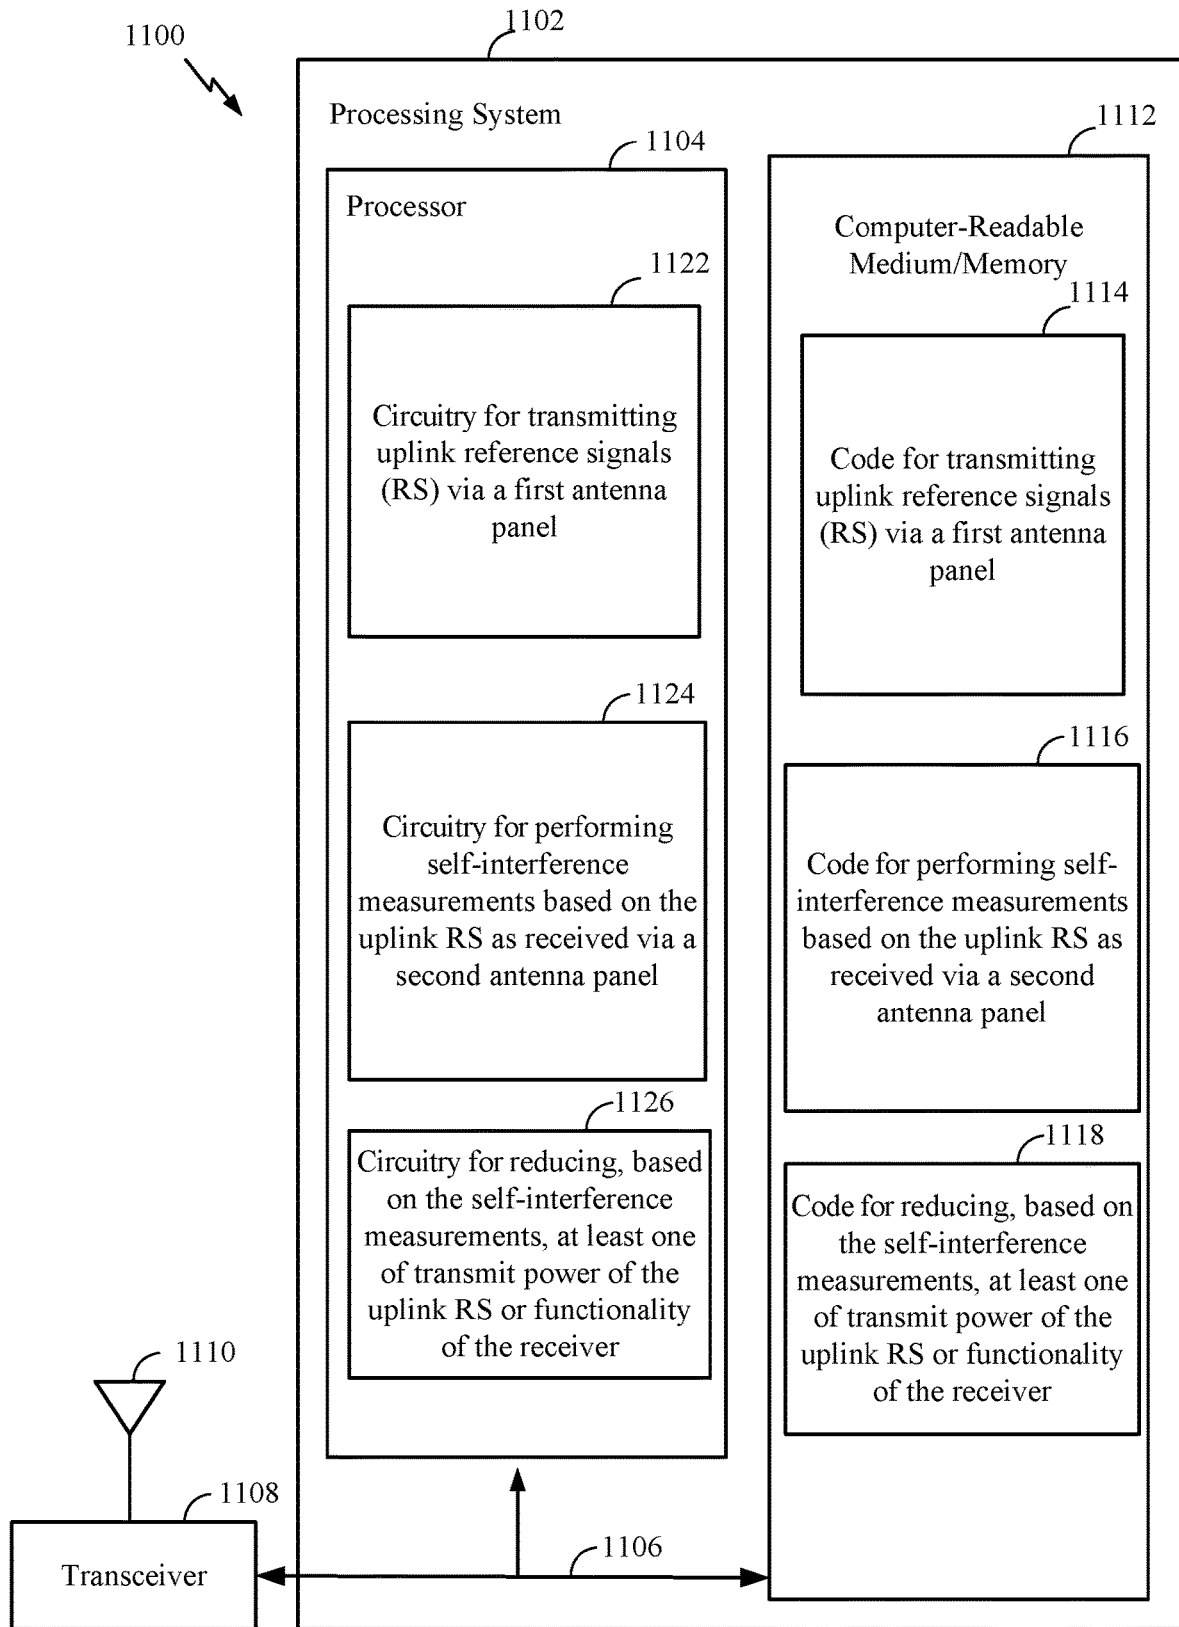 1100
1102
Processing System
1104
Processor
1122
Circuitry for transmitting
uplink reference signals
(RS) via a first antenna
panel
1124
Circuitry for performing
self-interference
measurements based on the
uplink RS as received via a
second antenna panel
1126
Circuitry for reducing, based
on the self-interference
measurements, at least one
of transmit power of the
uplink RS or functionality
of the receiver
1112
Computer-Readable
Medium/Memory
1114
Code for transmitting
uplink reference signals
(RS) via a first antenna
panel
1116
Code for performing self-
interference measurements
based on the uplink RS as
received via a second
antenna panel
1118
Code for reducing, based on
the self-interference
measurements, at least one
of transmit power of the
uplink RS or functionality
of the receiver
1110
1108
Transceiver
1106